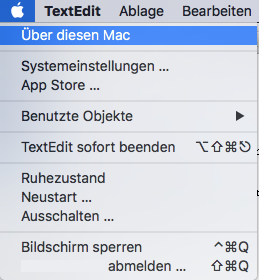 TextEdit Ablage Bearbeiten
Über diesen Mac
Systemeinstellungen ...
App Store ...
Benutzte Objekte ▶
TextEdit sofort beenden ⌥⇧⌘⎋
Ruhezustand
Neustart ...
Ausschalten ...
Bildschirm sperren ^⌘Q
abmelden ... ⇧⌘Q